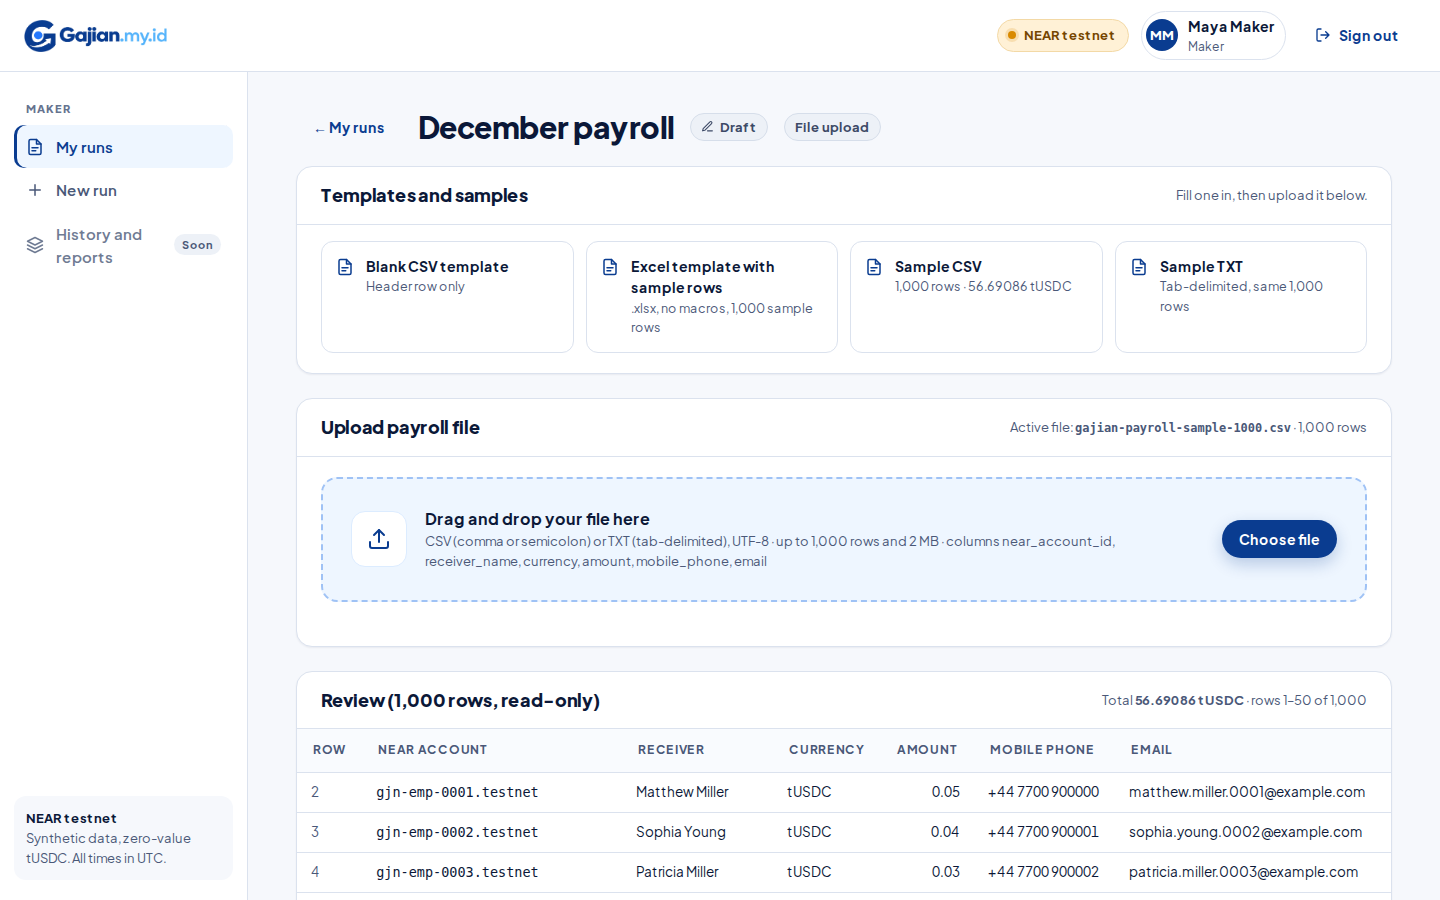 Gajian.my.id
NEAR testnet
MM
Maya Maker
Maker
Sign out
MAKER
My runs
New run
History and
reports
Soon
NEAR testnet
Synthetic data, zero-value
tUSDC. All times in UTC.
← My runs
December payroll
Draft
File upload
Templates and samples
Fill one in, then upload it below.
Blank CSV template
Header row only
Excel template with
sample rows
.xlsx, no macros, 1,000 sample
rows
Sample CSV
1,000 rows · 56.69086 tUSDC
Sample TXT
Tab-delimited, same 1,000
rows
Upload payroll file
Active file: gajian-payroll-sample-1000.csv · 1,000 rows
Drag and drop your file here
CSV (comma or semicolon) or TXT (tab-delimited), UTF-8 · up to 1,000 rows and 2 MB · columns near_account_id,
receiver_name, currency, amount, mobile_phone, email
Choose file
Review (1,000 rows, read-only)
Total 56.69086 tUSDC · rows 1–50 of 1,000
ROW NEAR ACCOUNT RECEIVER CURRENCY AMOUNT MOBILE PHONE EMAIL
2 gjn-emp-0001.testnet Matthew Miller tUSDC 0.05 +44 7700 900000 matthew.miller.0001@example.com
3 gjn-emp-0002.testnet Sophia Young tUSDC 0.04 +44 7700 900001 sophia.young.0002@example.com
4 gjn-emp-0003.testnet Patricia Miller tUSDC 0.03 +44 7700 900002 patricia.miller.0003@example.com